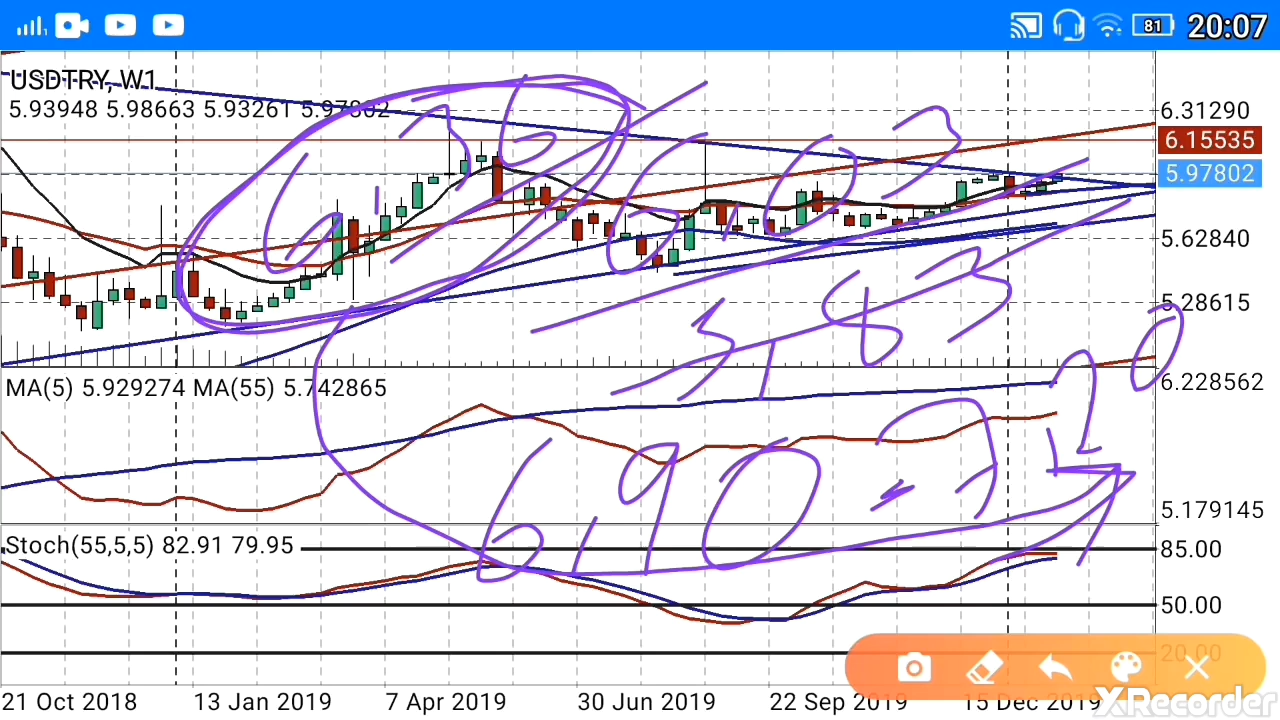 81 20:07
USDTRY, W1
5.93948 5.98663 5.93261 5.97802
6.31290
6.15535
5.97802
5.62840
5.28615
MA(5) 5.929274 MA(55) 5.742865
6.228562
5.179145
Stoch(55,5,5) 82.91 79.95
85.00
50.00
20.00
21 Oct 2018 13 Jan 2019 7 Apr 2019 30 Jun 2019 22 Sep 2019 15 Dec 2019
XRecorder
6,90